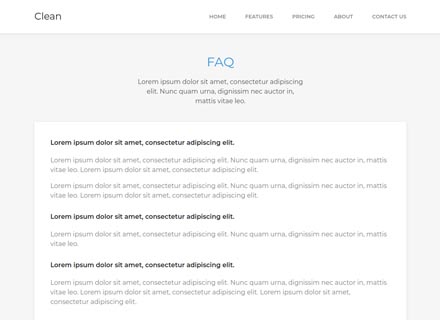 Clean
HOME FEATURES PRICING ABOUT CONTACT US
FAQ
Lorem ipsum dolor sit amet, consectetur adipiscing
elit. Nunc quam urna, dignissim nec auctor in,
mattis vitae leo.
Lorem ipsum dolor sit amet, consectetur adipiscing elit.
Lorem ipsum dolor sit amet, consectetur adipiscing elit. Nunc quam urna, dignissim nec auctor in, mattis
vitae leo. Lorem ipsum dolor sit amet, consectetur adipiscing elit.
Lorem ipsum dolor sit amet, consectetur adipiscing elit. Nunc quam urna, dignissim nec auctor in, mattis
vitae leo. Lorem ipsum dolor sit amet, consectetur adipiscing elit.
Lorem ipsum dolor sit amet, consectetur adipiscing elit.
Lorem ipsum dolor sit amet, consectetur adipiscing elit. Nunc quam urna, dignissim nec auctor in, mattis
vitae leo.
Lorem ipsum dolor sit amet, consectetur adipiscing elit.
Lorem ipsum dolor sit amet, consectetur adipiscing elit. Nunc quam urna, dignissim nec auctor in, mattis
vitae leo. Lorem ipsum dolor sit amet, consectetur adipiscing elit. Lorem ipsum dolor sit amet,
consectetur adipiscing elit.